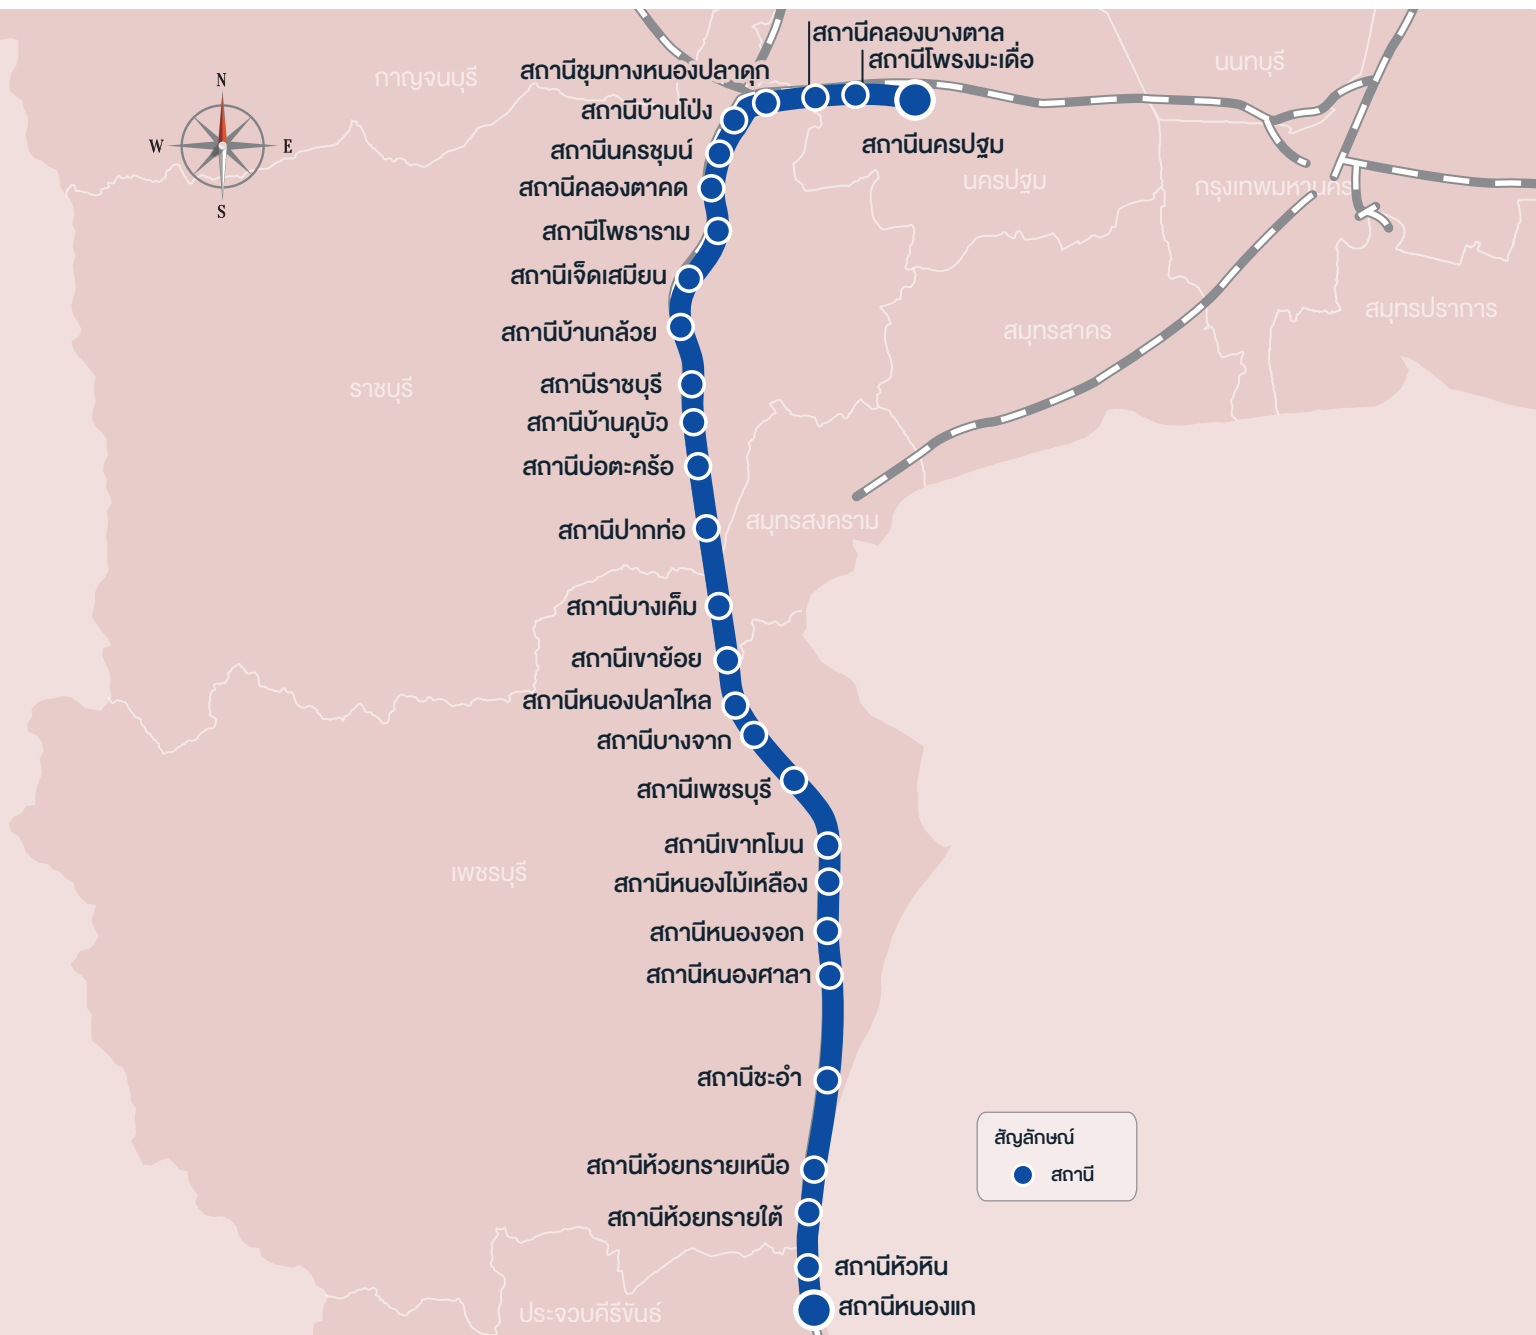 สถานีคลองบางตาล
สถานีโพรงมะเดื่อ
สถานีชุมทางหนองปลาดุก
กาญจนบุรี
นนทบุรี
N
W
E
S
สถานีบ้านโป่ง
สถานีนครปฐม
สถานีนครชุมน์
สถานีคลองตาคต
นครปฐม
กรุงเทพมหานคร
สถานีโพธาราม
สถานีเจ็ดเสมียน
สมุทรปราการ
สถานีบ้านกล้วย
สมุทรสาคร
สถานีราชบุรี
ราชบุรี
สถานีบ้านคูบัว
สถานีบ่อตะคร้อ
สมุทรสงคราม
สถานีปากท่อ
สถานีบางเค็ม
สถานีเขาย้อย
สถานีหนองปลาไหล
สถานีบางจาก
สถานีเพชรบุรี
สถานีเขาทโมน
เพชรบุรี
สถานีหนองไม้เหลือง
สถานีหนองจอก
สถานีหนองศาลา
สถานีชะอำ
สัญลักษณ์
สถานี
สถานีห้วยทรายเหนือ
สถานีห้วยทรายใต้
สถานีหัวหิน
สถานีหนองแก
ประจวบคีรีขันธ์